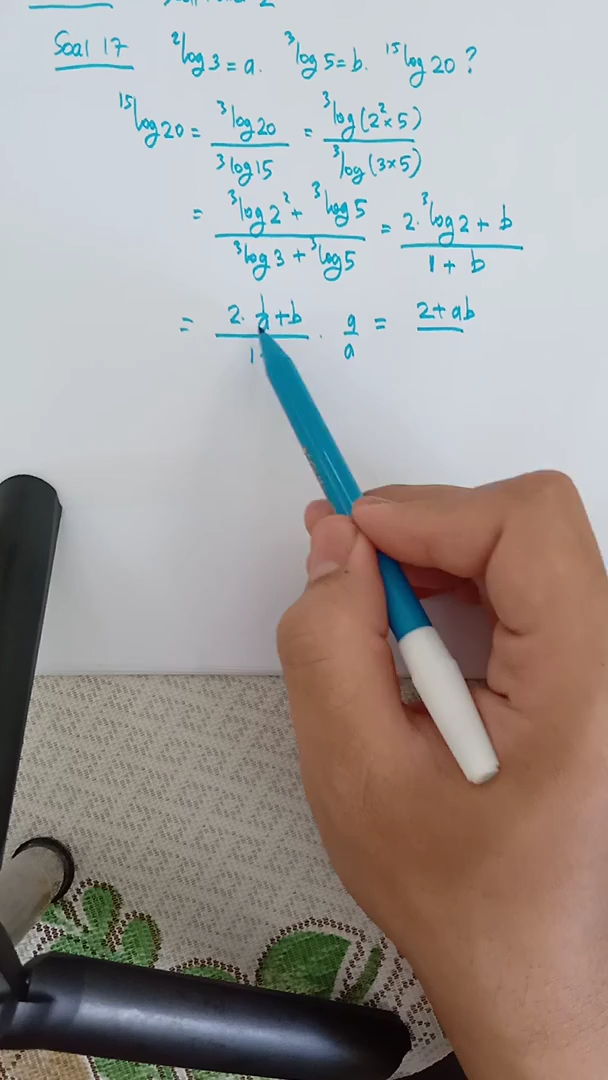 Soal 17 ²log 3 = a. ³log 5 = b. ¹⁵log 20 ?
¹⁵log 20 = ³log 20 / ³log 15 = ³log (2² × 5) / ³log (3 × 5)
= ³log 2² + ³log 5 / ³log 3 + ³log 5 = 2 · ³log 2 + b / 1 + b
= 2 · 1/a + b / 1 · a/a = 2 + ab